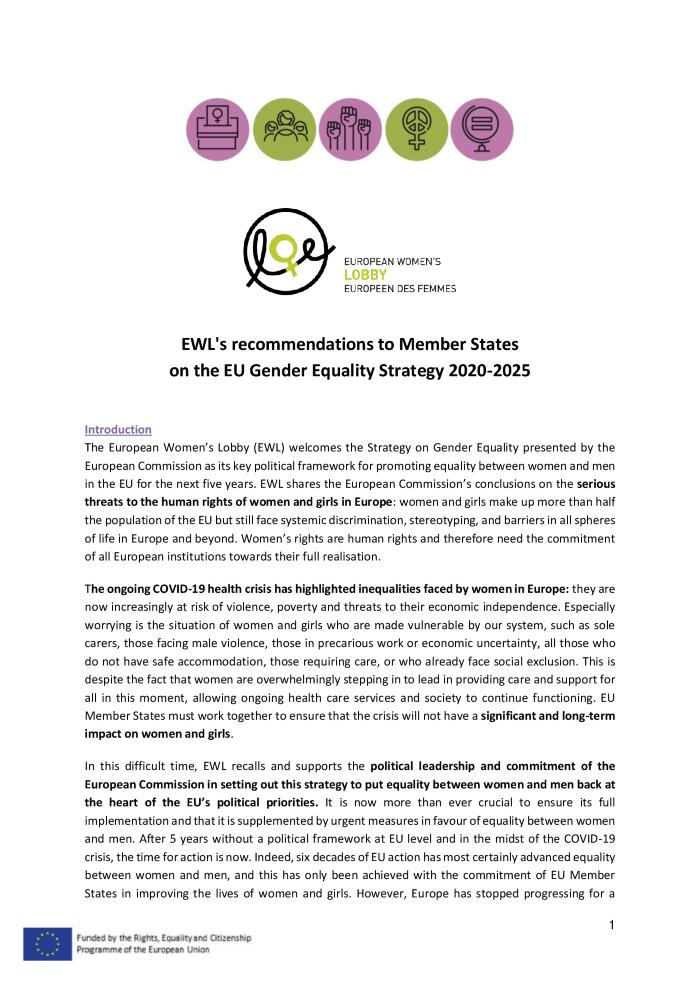 EUROPEAN WOMEN'S
LOBBY
EUROPEEN DES FEMMES
EWL's recommendations to Member States
on the EU Gender Equality Strategy 2020-2025
Introduction
The European Women's Lobby (EWL) welcomes the Strategy on Gender Equality presented by the
European Commission as its key political framework for promoting equality between women and men
in the EU for the next five years. EWL shares the European Commission's conclusions on the serious
threats to the human rights of women and girls in Europe: women and girls make up more than half
the population of the EU but still face systemic discrimination, stereotyping, and barriers in all spheres
of life in Europe and beyond. Women's rights are human rights and therefore need the commitment
of all European institutions towards their full realisation.
The ongoing COVID-19 health crisis has highlighted inequalities faced by women in Europe: they are
now increasingly at risk of violence, poverty and threats to their economic independence. Especially
worrying is the situation of women and girls who are made vulnerable by our system, such as sole
carers, those facing male violence, those in precarious work or economic uncertainty, all those who
do not have safe accommodation, those requiring care, or who already face social exclusion. This is
despite the fact that women are overwhelmingly stepping in to lead in providing care and support for
all in this moment, allowing ongoing health care services and society to continue functioning. EU
Member States must work together to ensure that the crisis will not have a significant and long-term
impact on women and girls.
In this difficult time, EWL recalls and supports the political leadership and commitment of the
European Commission in setting out this strategy to put equality between women and men back at
the heart of the EU's political priorities. It is now more than ever crucial to ensure its full
implementation and that it is supplemented by urgent measures in favour of equality between women
and men. After 5 years without a political framework at EU level and in the midst of the COVID-19
crisis, the time for action is now. Indeed, six decades of EU action has most certainly advanced equality
between women and men, and this has only been achieved with the commitment of EU Member
States in improving the lives of women and girls. However, Europe has stopped progressing for a
1
Funded by the Rights, Equality and Citizenship
Programme of the European Union